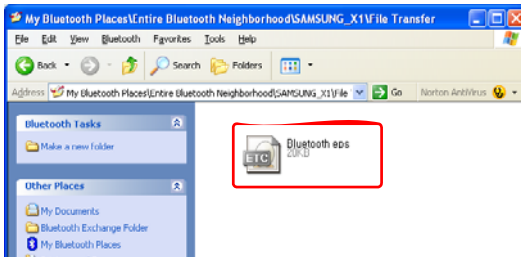 My Bluetooth Places\Entire Bluetooth Neighborhood\SAMSUNG_X1\File Transfer
File Edit View Bluetooth Favorites Tools Help
Back Search Folders
Address My Bluetooth Places\Entire Bluetooth Neighborhood\SAMSUNG_X1\File Go Norton AntiVirus
Bluetooth Tasks
Make a new folder
Bluetooth eps
20KB
ETC
Other Places
My Documents
Bluetooth Exchange Folder
My Bluetooth Places